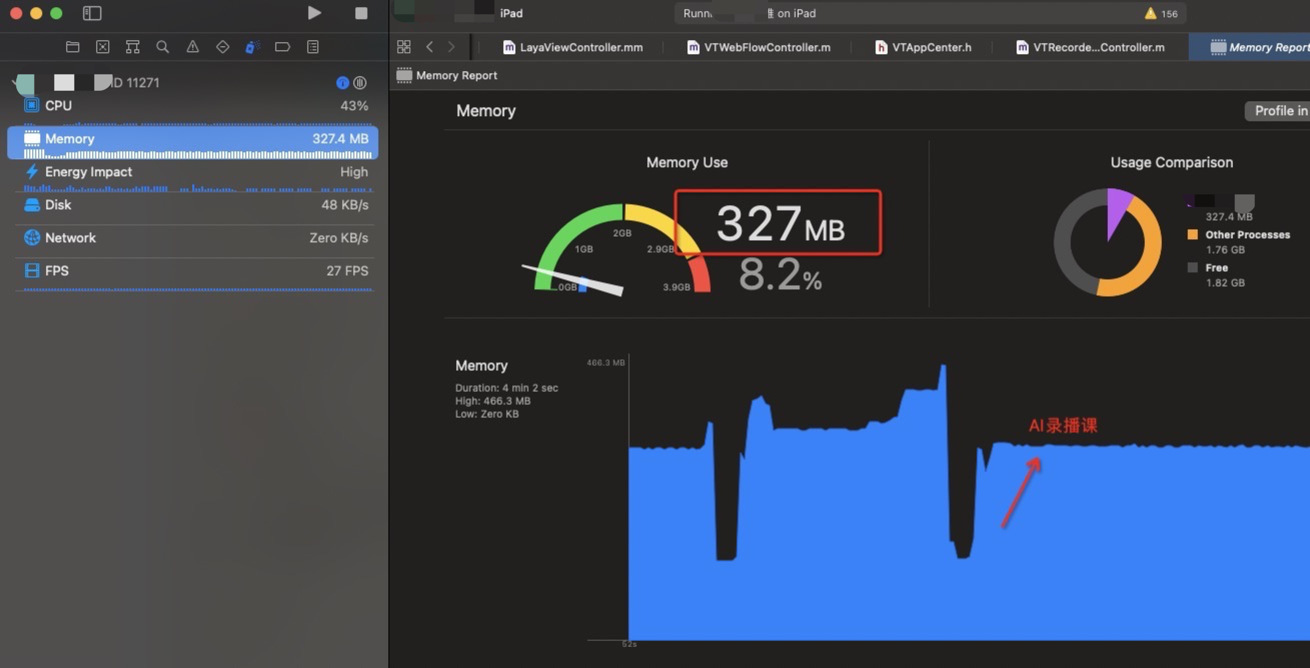 iPad
Runn
on iPad
156
LayaViewController.mm
VTWebFlowController.m
VTAppCenter.h
VTRecorde...Controller.m
Memory Report
Memory Report
ID 11271
CPU
43%
Memory
327.4 MB
Energy Impact
High
Disk
48 KB/s
Network
Zero KB/s
FPS
27 FPS
Memory
Profile in
Memory Use
327 MB
8.2%
0GB
1GB
2GB
2.9GB
3.9GB
Usage Comparison
327.4 MB
Other Processes
1.76 GB
Free
1.82 GB
Memory
Duration: 4 min 2 sec
High: 466.3 MB
Low: Zero KB
466.3 MB
AI录播课
52s